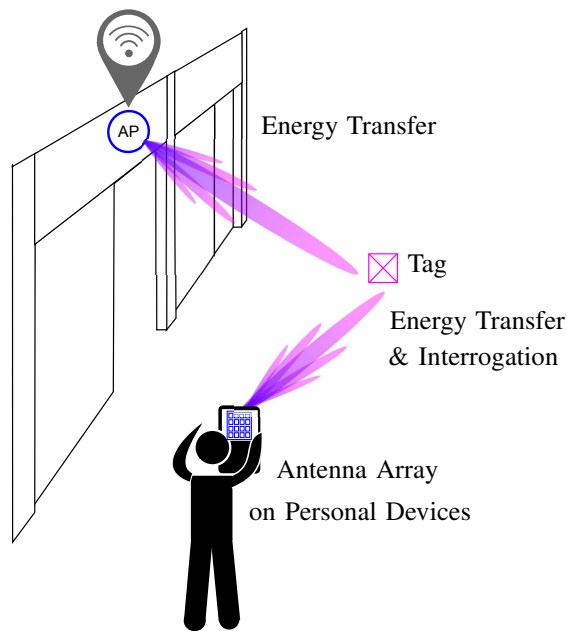 AP
Energy Transfer
Tag
Energy Transfer
& Interrogation
Antenna Array
on Personal Devices